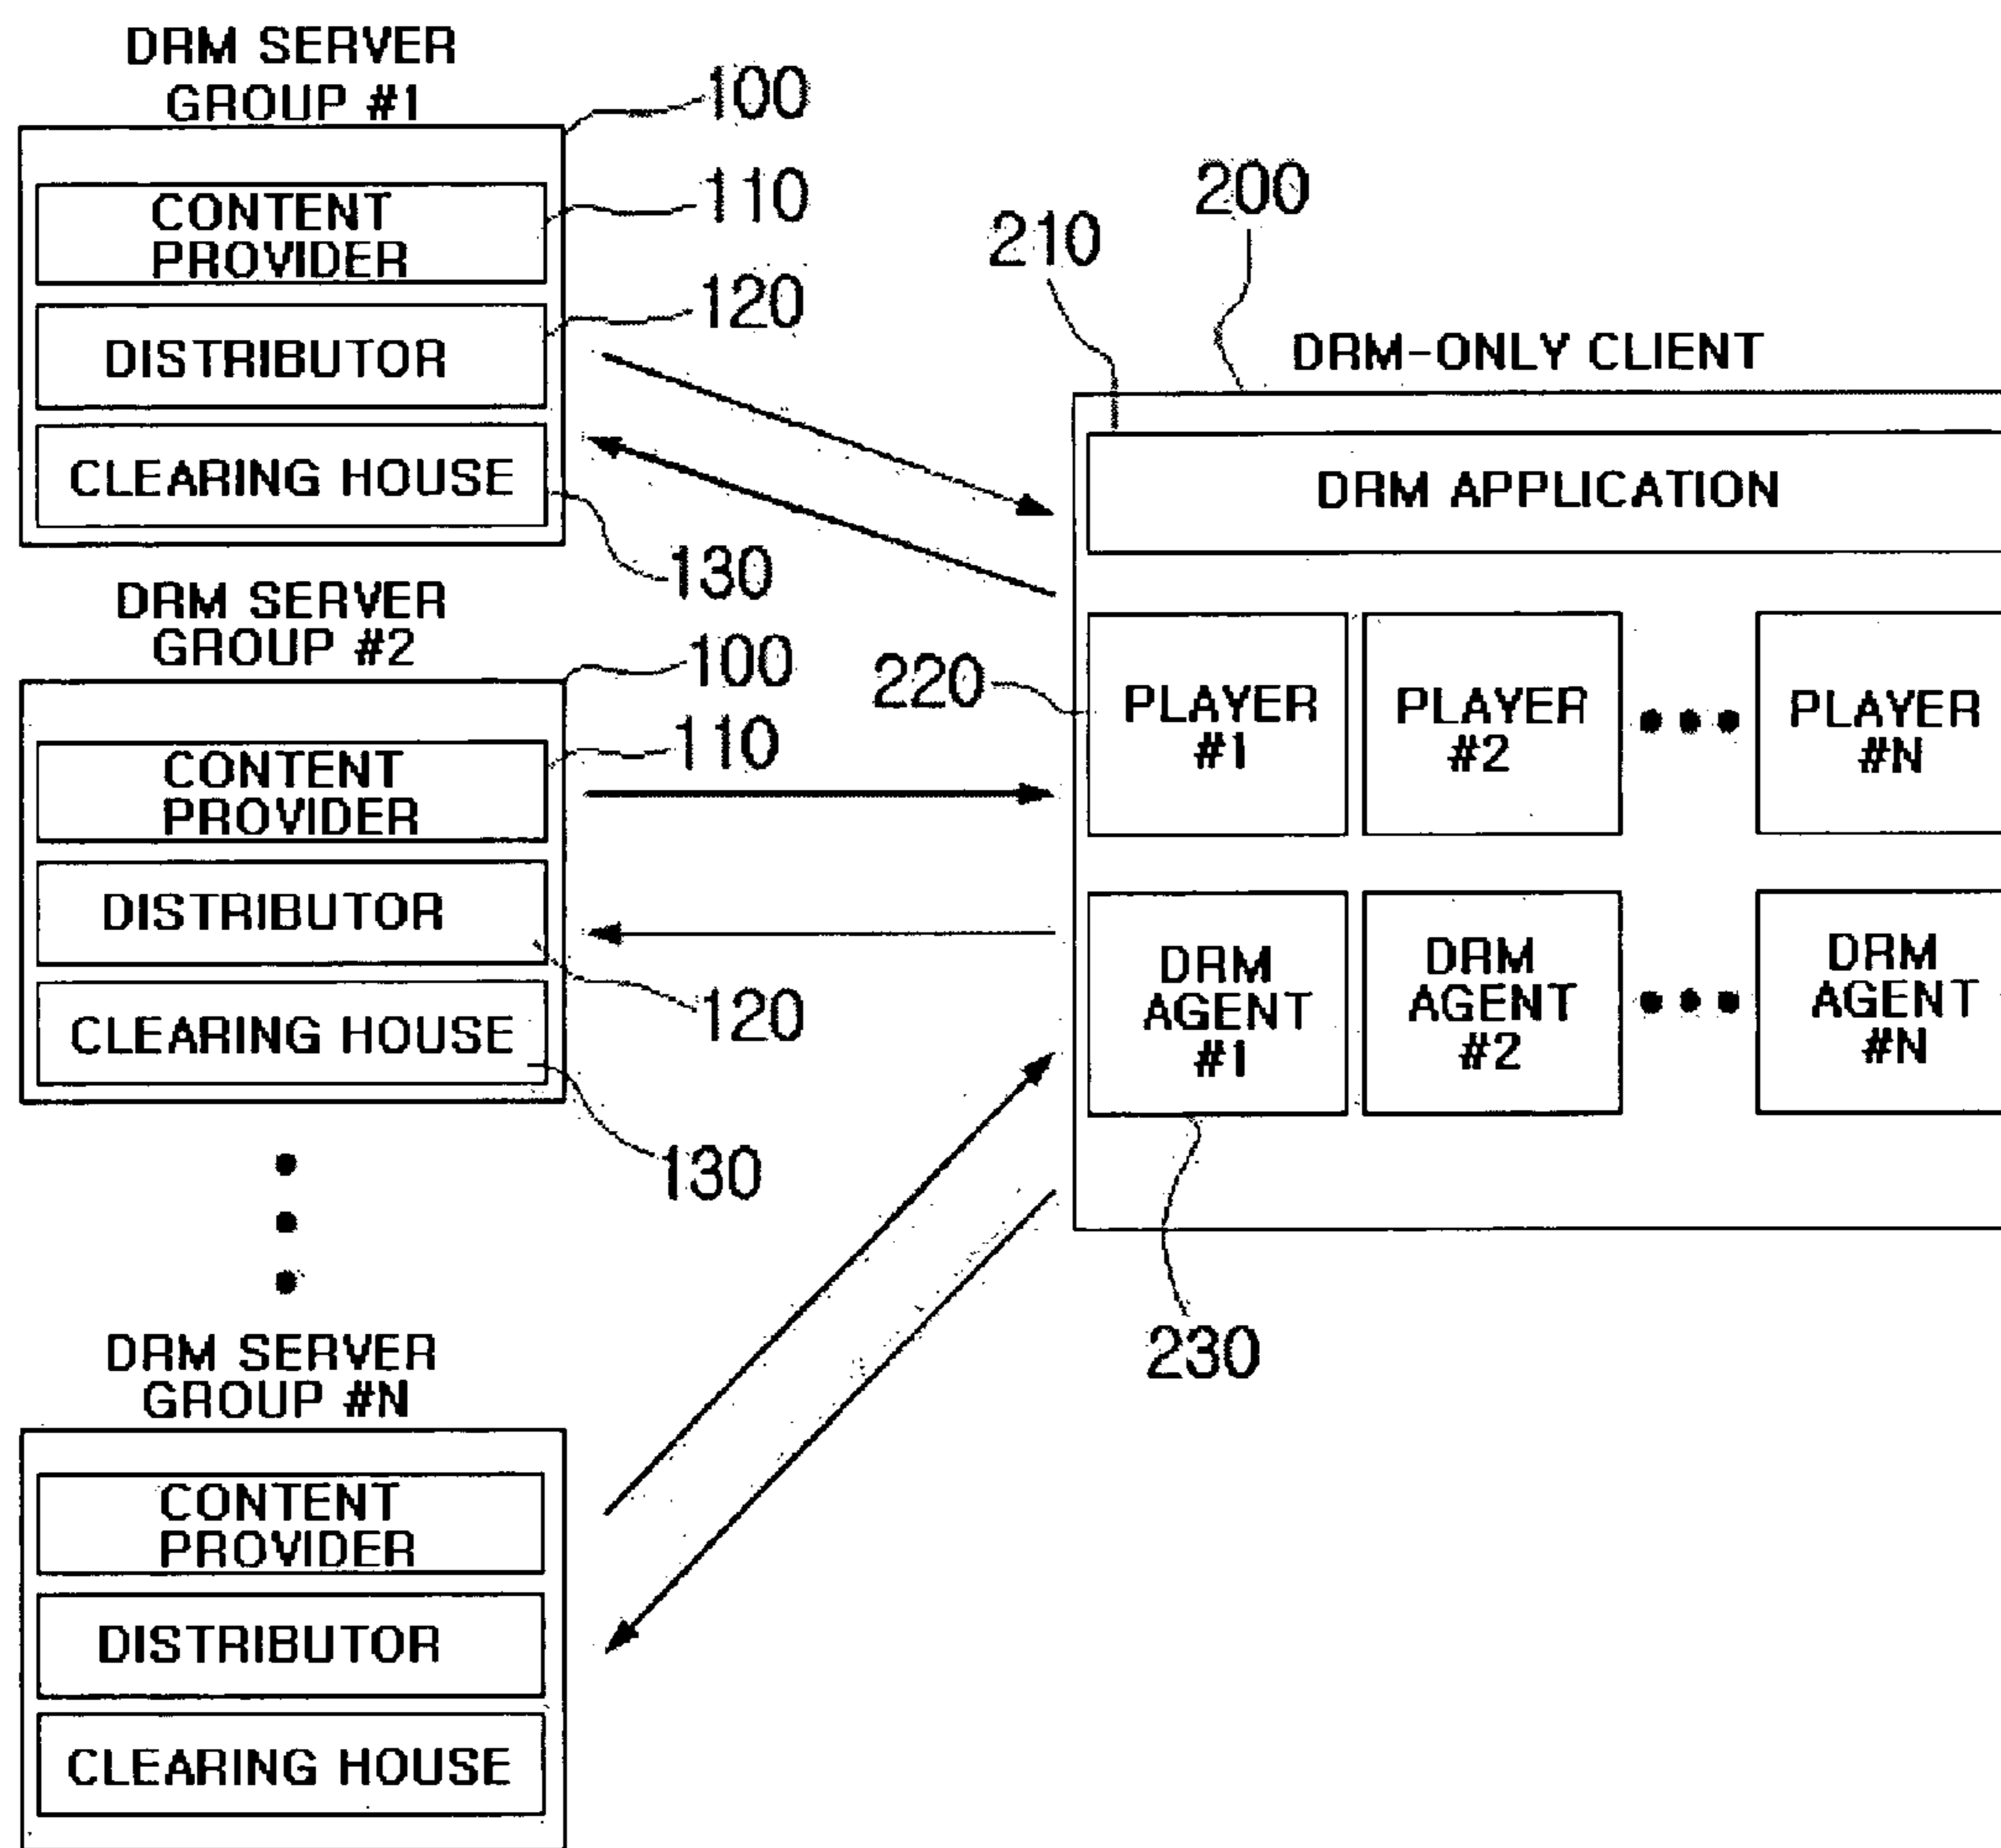 DRM SERVER
GROUP #1
100
CONTENT
PROVIDER
110
DISTRIBUTOR
120
CLEARING HOUSE
130
DRM SERVER
GROUP #2
100
CONTENT
PROVIDER
110
DISTRIBUTOR
120
CLEARING HOUSE
130
DRM SERVER
GROUP #N
CONTENT
PROVIDER
DISTRIBUTOR
CLEARING HOUSE
200
210
DRM-ONLY CLIENT
DRM APPLICATION
220
PLAYER
#1
PLAYER
#2
PLAYER
#N
DRM
AGENT
#1
DRM
AGENT
#2
DRM
AGENT
#N
230